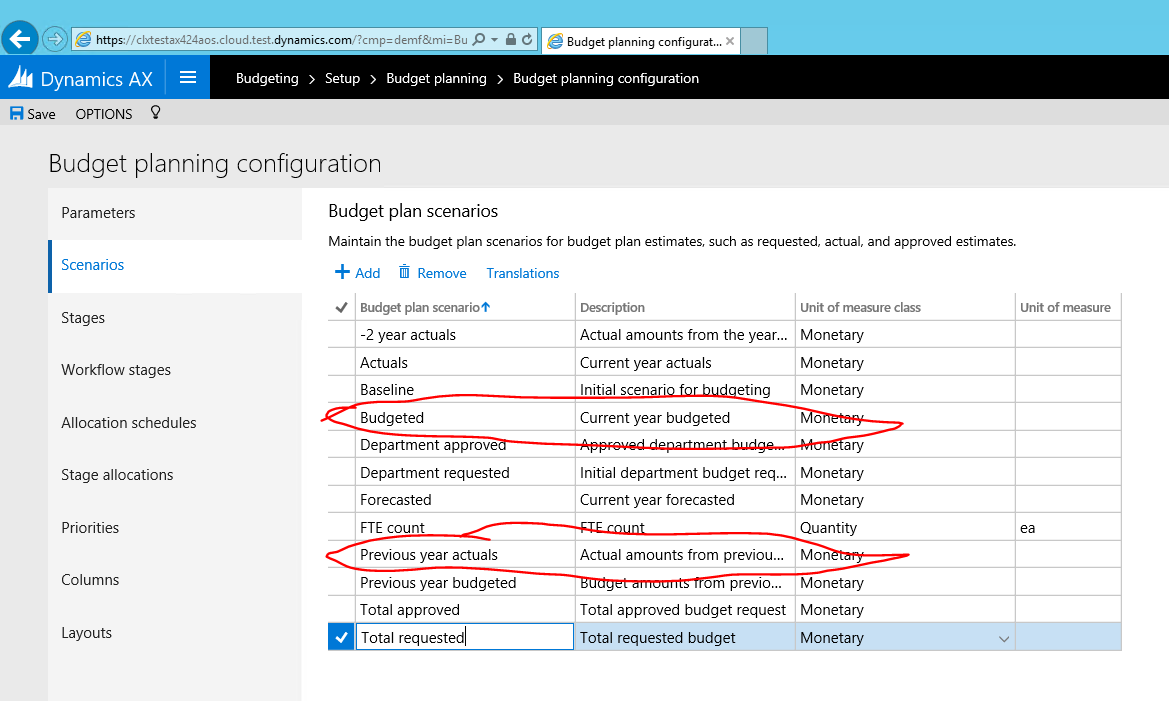 https://clxtestax424aos.cloud.test.dynamics.com/?cmp=demf&mi=Bu
Budget planning configurat...
Dynamics AX
Budgeting > Setup > Budget planning > Budget planning configuration
Save OPTIONS
Budget planning configuration
Parameters
Scenarios
Stages
Workflow stages
Allocation schedules
Stage allocations
Priorities
Columns
Layouts
Budget plan scenarios
Maintain the budget plan scenarios for budget plan estimates, such as requested, actual, and approved estimates.
Add Remove Translations
Budget plan scenario Description Unit of measure class Unit of measure
-2 year actuals Actual amounts from the year... Monetary
Actuals Current year actuals Monetary
Baseline Initial scenario for budgeting Monetary
Budgeted Current year budgeted Monetary
Department approved Approved department budge... Monetary
Department requested Initial department budget req... Monetary
Forecasted Current year forecasted Monetary
FTE count FTE count Quantity ea
Previous year actuals Actual amounts from previou... Monetary
Previous year budgeted Budget amounts from previo... Monetary
Total approved Total approved budget request Monetary
Total requested Total requested budget Monetary